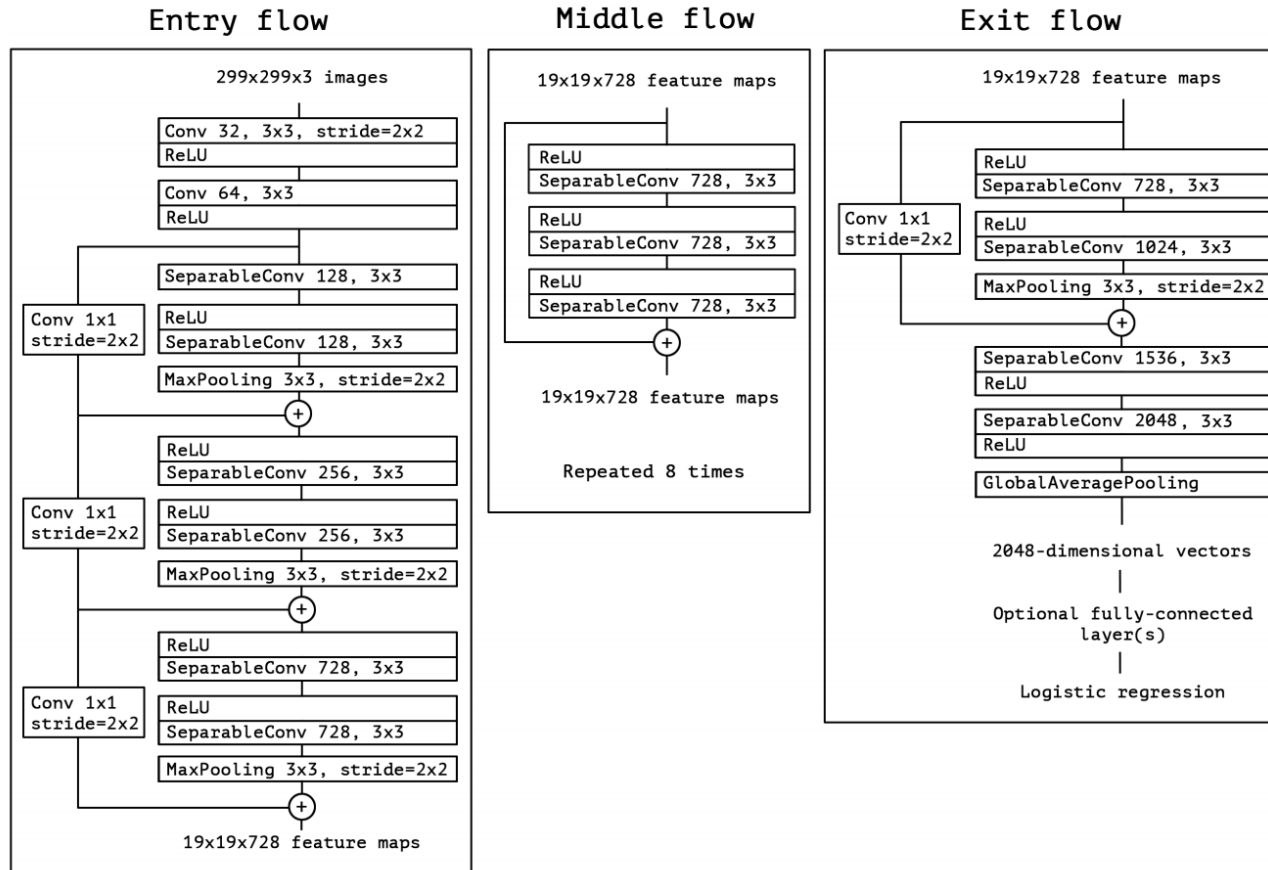 Entry flow
299x299x3 images
Conv 32, 3x3, stride=2x2
ReLU
Conv 64, 3x3
ReLU
SeparableConv 128, 3x3
Conv 1x1
stride=2x2
ReLU
SeparableConv 128, 3x3
MaxPooling 3x3, stride=2x2
+
ReLU
SeparableConv 256, 3x3
Conv 1x1
stride=2x2
ReLU
SeparableConv 256, 3x3
MaxPooling 3x3, stride=2x2
+
ReLU
SeparableConv 728, 3x3
Conv 1x1
stride=2x2
ReLU
SeparableConv 728, 3x3
MaxPooling 3x3, stride=2x2
+
19x19x728 feature maps
Middle flow
19x19x728 feature maps
ReLU
SeparableConv 728, 3x3
ReLU
SeparableConv 728, 3x3
ReLU
SeparableConv 728, 3x3
+
19x19x728 feature maps
Repeated 8 times
Exit flow
19x19x728 feature maps
ReLU
SeparableConv 728, 3x3
Conv 1x1
stride=2x2
ReLU
SeparableConv 1024, 3x3
MaxPooling 3x3, stride=2x2
+
SeparableConv 1536, 3x3
ReLU
SeparableConv 2048, 3x3
ReLU
GlobalAveragePooling
2048-dimensional vectors
Optional fully-connected
layer(s)
Logistic regression